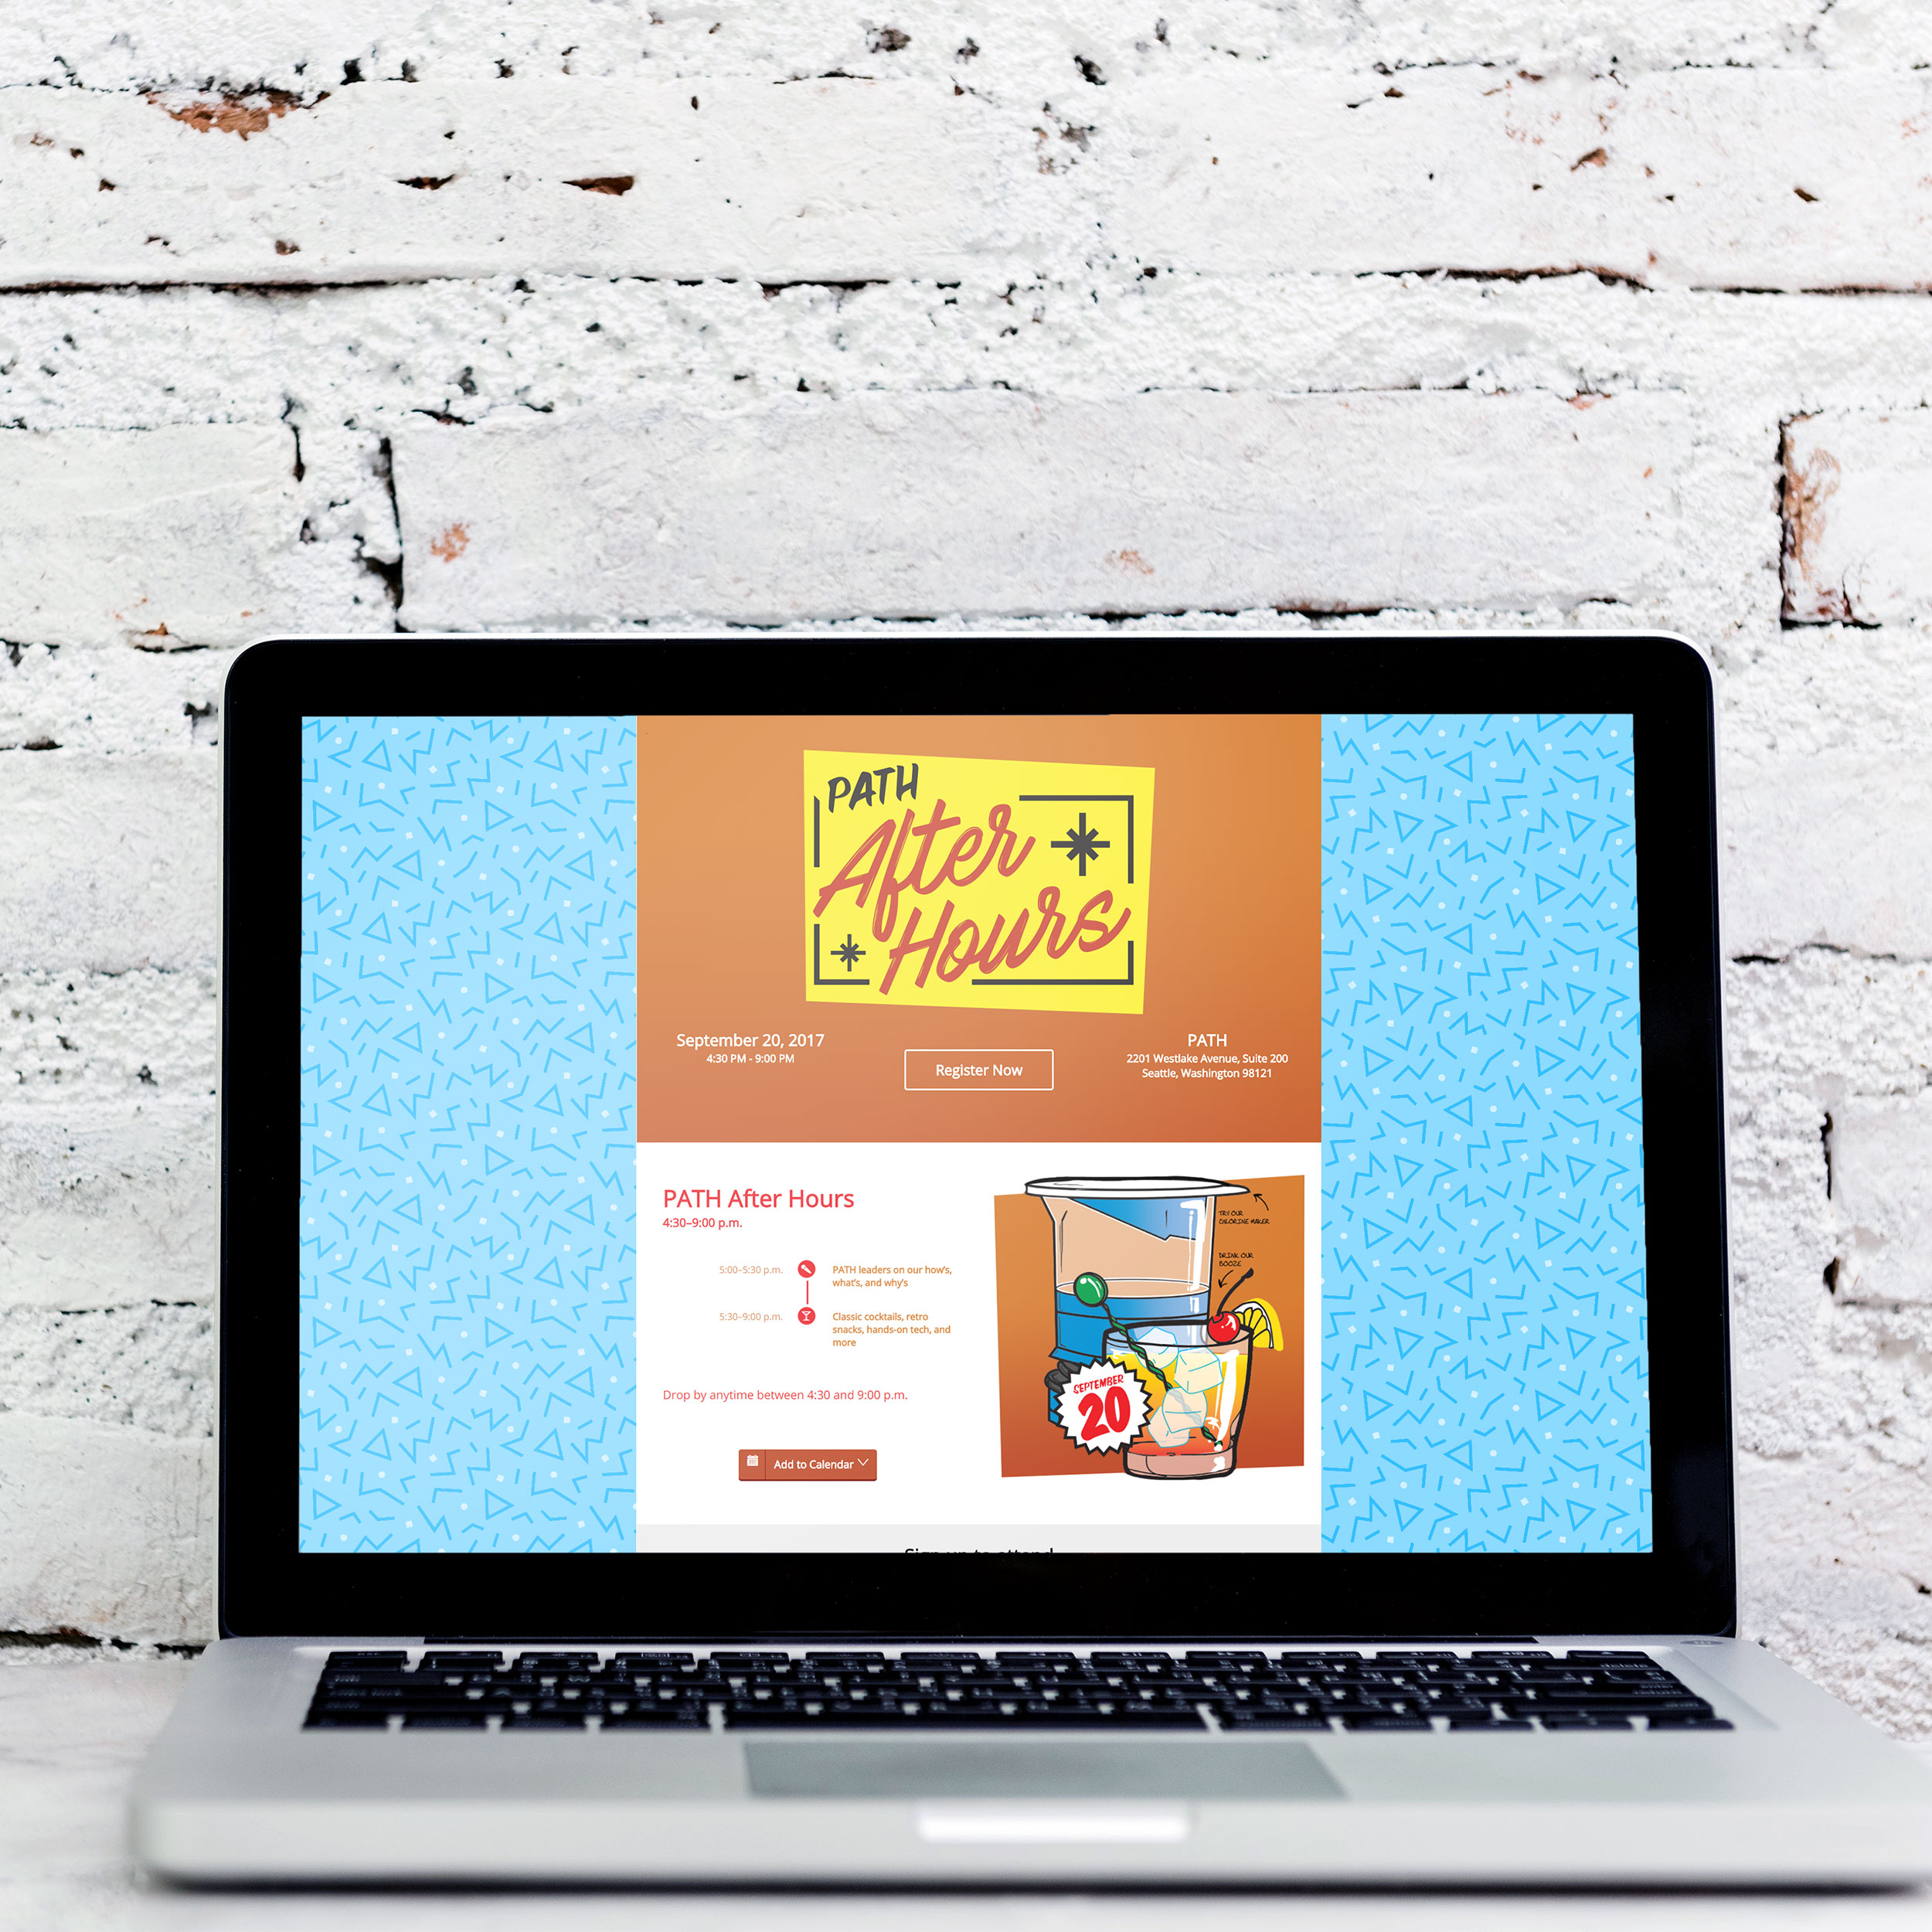 PATH
After
Hours
September 20, 2017
4:30 PM - 9:00 PM
Register Now
PATH
2201 Westlake Avenue, Suite 200
Seattle, Washington 98121
PATH After Hours
4:30–9:00 p.m.
5:00–5:30 p.m.
PATH leaders on our how's,
what's, and why's
5:30–9:00 p.m.
Classic cocktails, retro
snacks, hands-on tech, and
more
Drop by anytime between 4:30 and 9:00 p.m.
Add to Calendar
TRY OUR
CHLORINE MAKER
DRINK OUR
BOOZE
SEPTEMBER
20
Sign up to attend